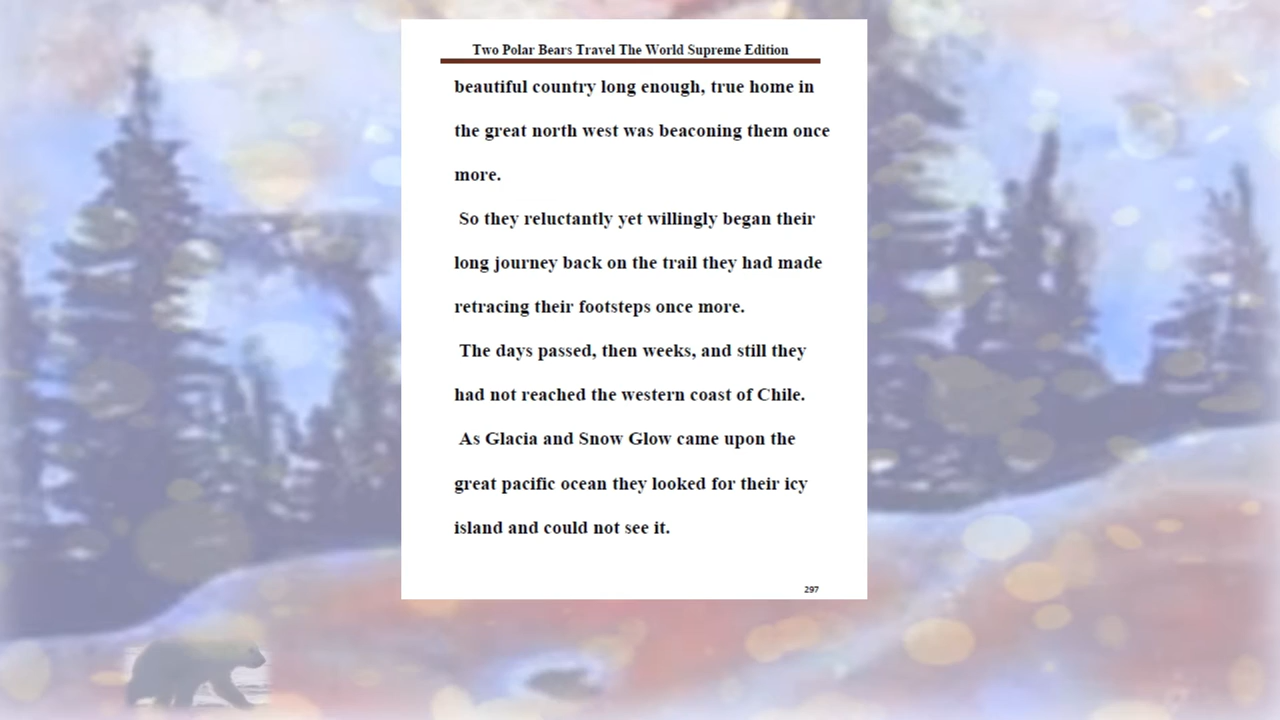 Two Polar Bears Travel The World Supreme Edition
beautiful country long enough, true home in
the great north west was beaconing them once
more.
So they reluctantly yet willingly began their
long journey back on the trail they had made
retracing their footsteps once more.
The days passed, then weeks, and still they
had not reached the western coast of Chile.
As Glacia and Snow Glow came upon the
great pacific ocean they looked for their icy
island and could not see it.
297